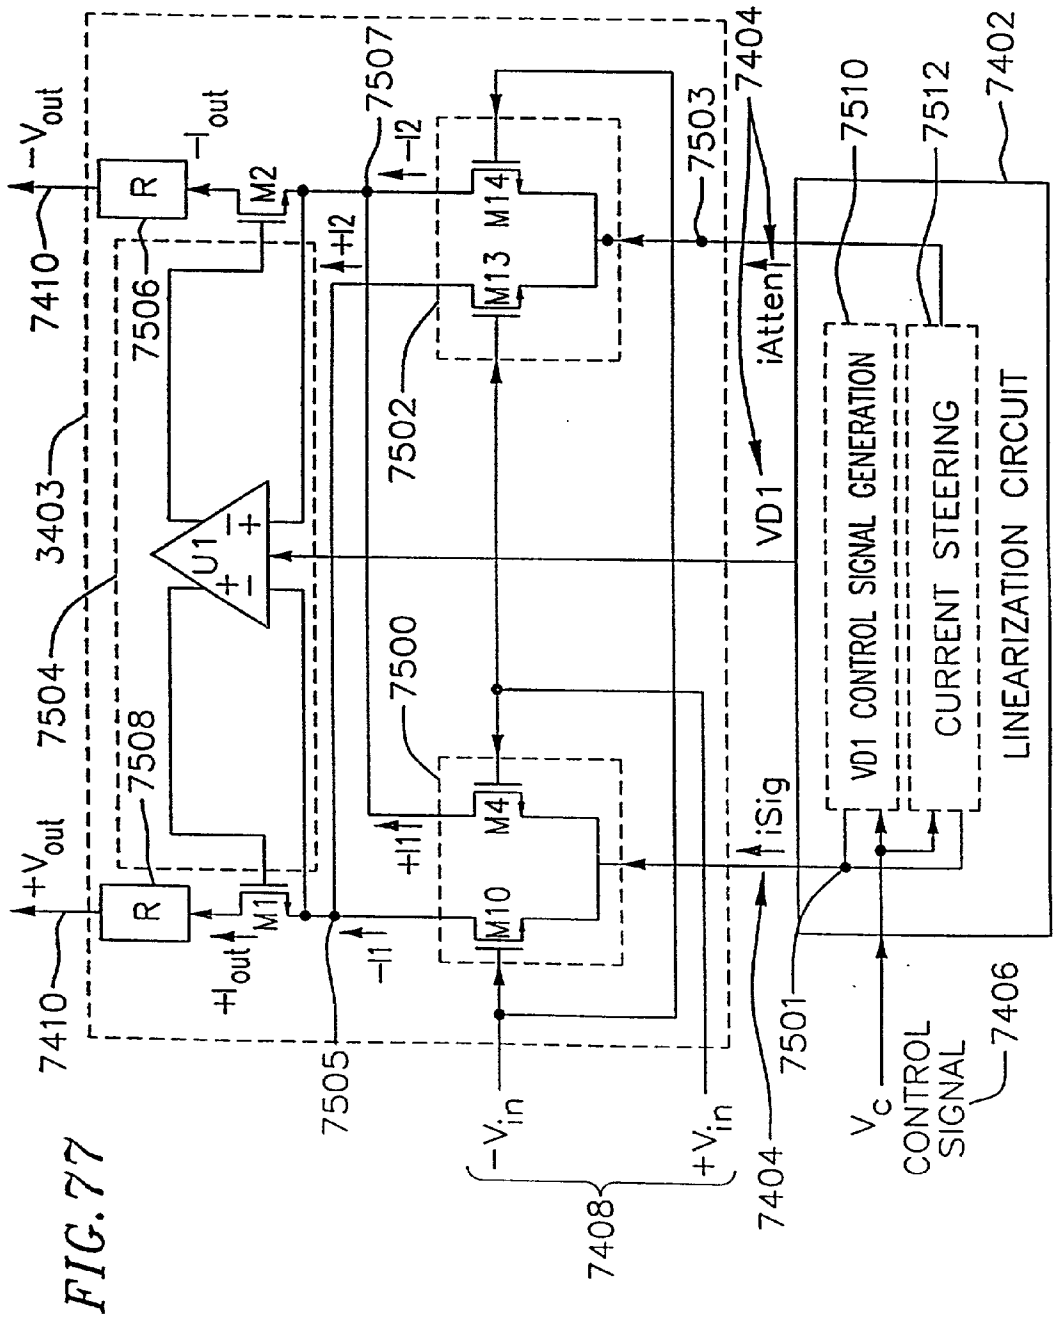 FIG. 77
7410
+Vout
R
7508
7504
3403
7410
-Vout
R
7506
-Iout
M2
+Iout
M1
U1
+
-
-
+
+I2
7507
-I2
7505
-I1
+I1
7500
M10
M4
7502
M13
M14
7404
7503
-Vin
+Vin
7408
7404
iSig
VD1
iAtten
7510
7512
7402
7501
Vc
CONTROL
SIGNAL
7406
VD1 CONTROL SIGNAL GENERATION
CURRENT STEERING
LINEARIZATION CIRCUIT